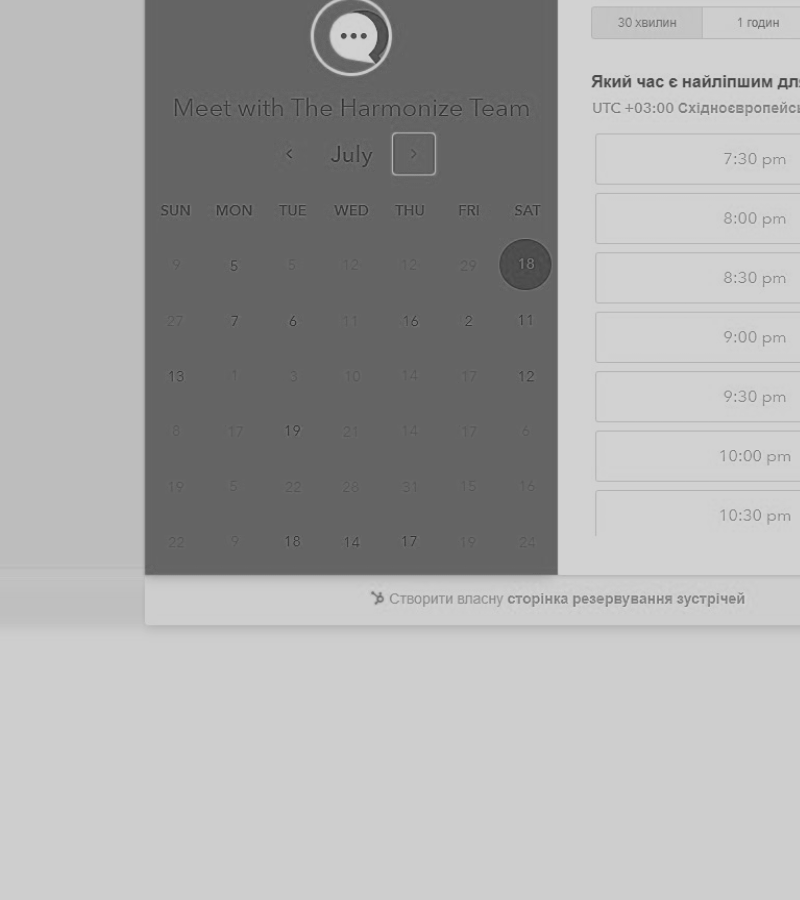 30 хвилин 1 годин
Meet with The Harmonize Team
Який час є найліпшим
UTC +03:00
July
SUN MON TUE WED THU FRI SAT
9 5 5 12 12 29 18
27 7 6 11 16 2 11
13 1 3 10 14 17 12
8 17 19 21 14 17 6
19 5 22 28 31 15 16
22 9 18 14 17 19 24
7:30 pm
8:00 pm
8:30 pm
9:00 pm
9:30 pm
10:00 pm
10:30 pm
Створити власну сторінка резервування зустрічей